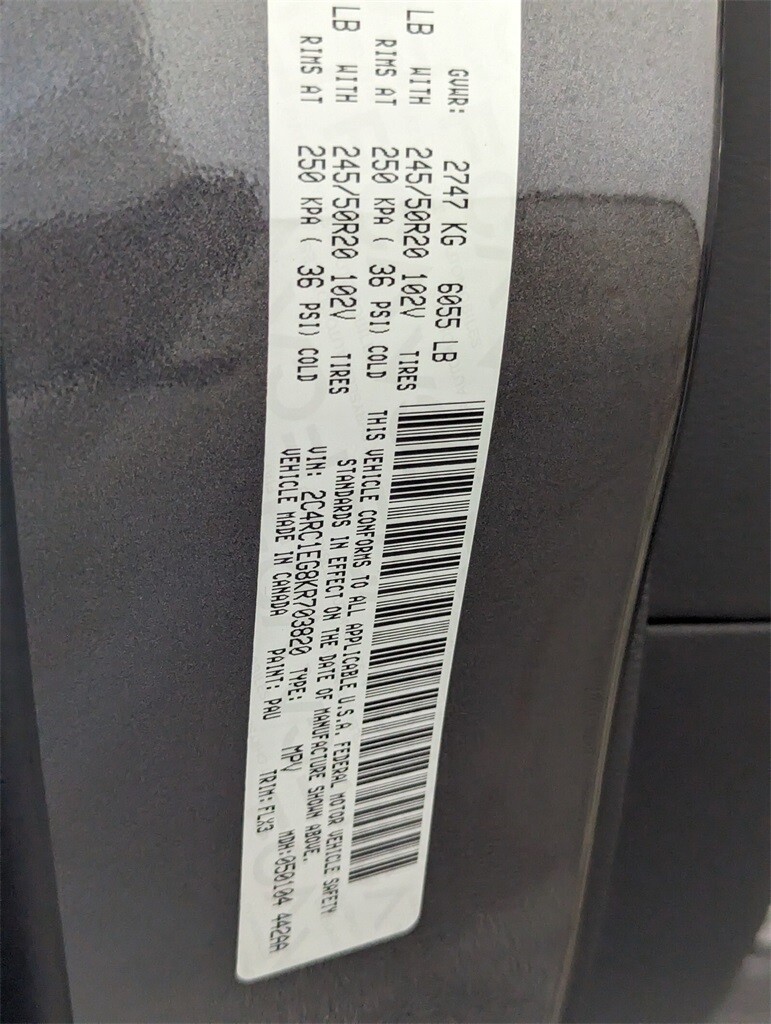 GVWR: 2747 KG 6055 LB
LB WITH 245/50R20 102V TIRES
RIMS AT 250 KPA ( 36 PSI) COLD
LB WITH 245/50R20 102V TIRES
RIMS AT 250 KPA ( 36 PSI) COLD
THIS VEHICLE CONFORMS TO ALL APPLICABLE U.S.A. FEDERAL MOTOR VEHICLE SAFETY
STANDARDS IN EFFECT ON THE DATE OF MANUFACTURE SHOWN ABOVE.
VIN: 2C4RC1EG8KR703820 TYPE: MPV MDH:050104 442AA
VEHICLE MADE IN CANADA PAINT: PAU TRIM:FLX3